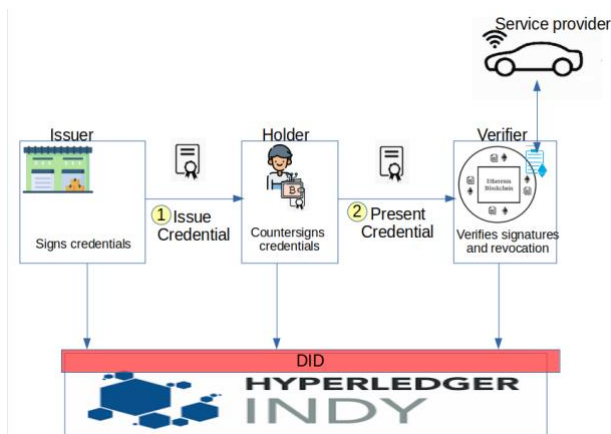 Service provider
Issuer
Holder
Verifier
Ethereum
Blockchain
1 Issue
Credential
2 Present
Credential
Signs credentials
Countersigns
credentials
Verifies signatures
and revocation
DID
HYPERLEDGER
INDY